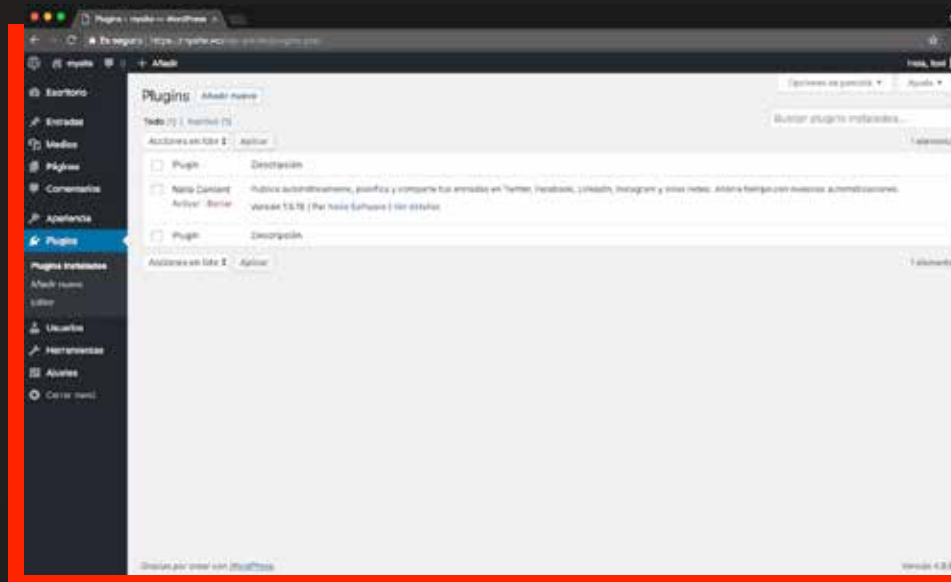 Plugins ‹ mysite — WordPress
Es seguro
mysite
+ Añadir
Hola, toni
Escritorio
Entradas
Medios
Páginas
Comentarios
Apariencia
Plugins
Plugins instalados
Añadir nuevo
Editor
Usuarios
Herramientas
Ajustes
Cerrar menú
Opciones de pantalla
Ayuda
Plugins Añadir nuevo
Todo (1) | Inactivo (1)
Buscar plugins instalados...
Acciones en lote Aplicar
1 elemento
Plugin Descripción
Nelio Content Publica automáticamente, planifica y comparte tus entradas en Twitter, Facebook, LinkedIn, Instagram y otras redes. Ahorra tiempo con nuestras automatizaciones.
Activar Borrar Por Nelio Software | Ver detalles
Plugin Descripción
Acciones en lote Aplicar
1 elemento
Gracias por crear con WordPress.